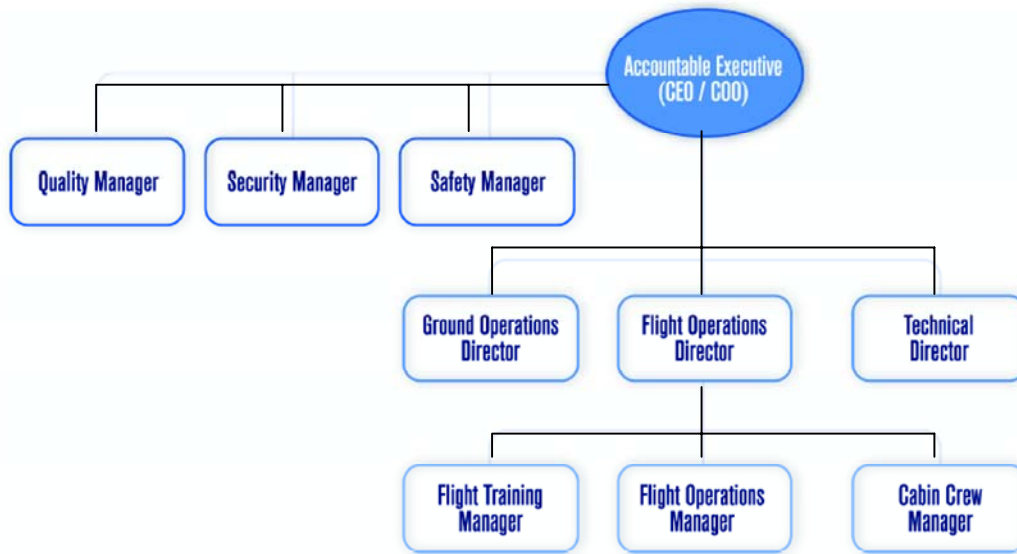 Accountable Executive
(CEO / COO)
Quality Manager
Security Manager
Safety Manager
Ground Operations
Director
Flight Operations
Director
Technical
Director
Flight Training
Manager
Flight Operations
Manager
Cabin Crew
Manager